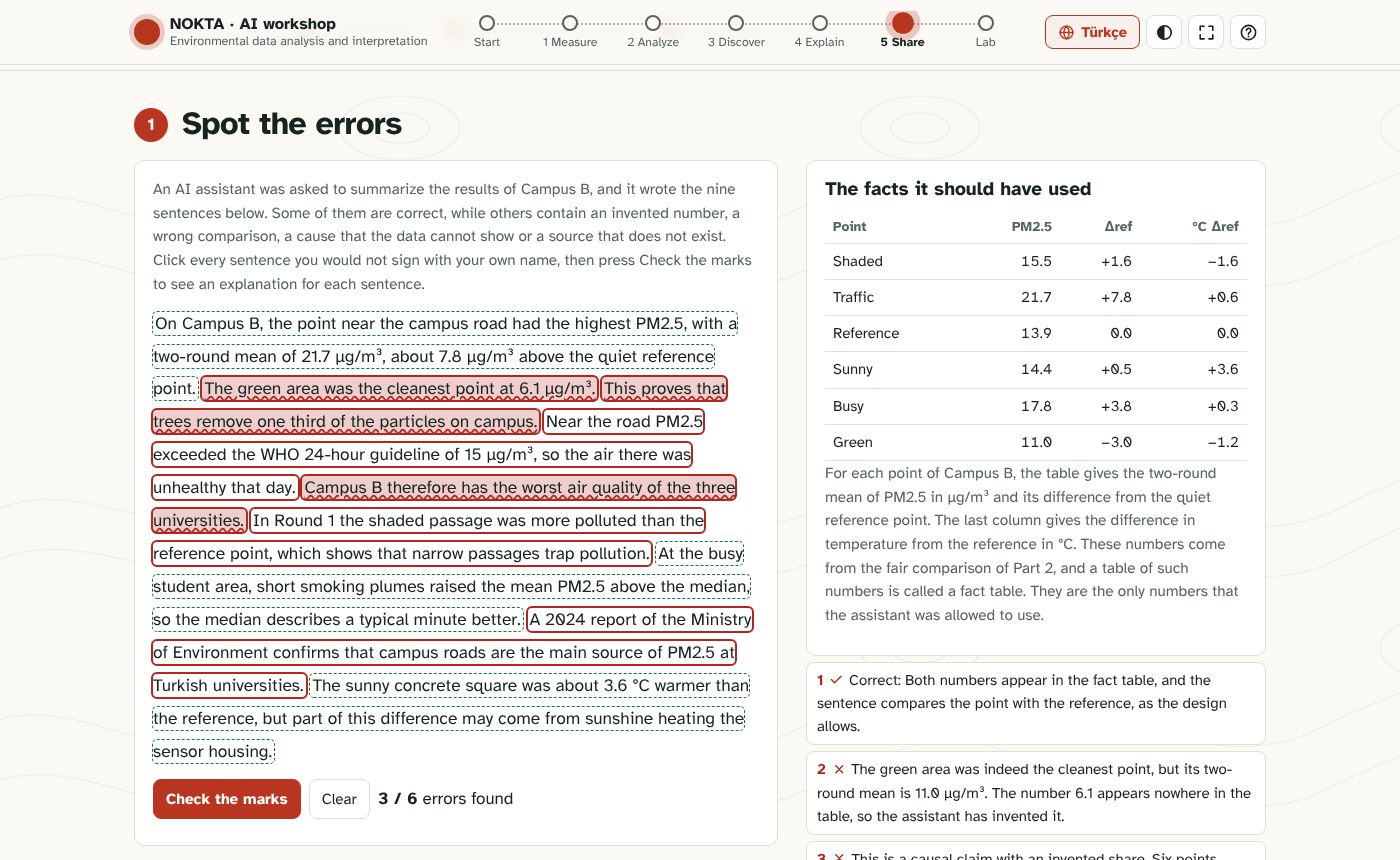 NOKTA · AI workshop
Environmental data analysis and interpretation
Start
1 Measure
2 Analyze
3 Discover
4 Explain
5 Share
Lab
Türkçe
1
Spot the errors
An AI assistant was asked to summarize the results of Campus B, and it wrote the nine
sentences below. Some of them are correct, while others contain an invented number, a
wrong comparison, a cause that the data cannot show or a source that does not exist.
Click every sentence you would not sign with your own name, then press Check the marks
to see an explanation for each sentence.
On Campus B, the point near the campus road had the highest PM2.5, with a
two-round mean of 21.7 µg/m³, about 7.8 µg/m³ above the quiet reference
point. The green area was the cleanest point at 6.1 µg/m³. This proves that
trees remove one third of the particles on campus. Near the road PM2.5
exceeded the WHO 24-hour guideline of 15 µg/m³, so the air there was
unhealthy that day. Campus B therefore has the worst air quality of the three
universities. In Round 1 the shaded passage was more polluted than the
reference point, which shows that narrow passages trap pollution. At the busy
student area, short smoking plumes raised the mean PM2.5 above the median,
so the median describes a typical minute better. A 2024 report of the Ministry
of Environment confirms that campus roads are the main source of PM2.5 at
Turkish universities. The sunny concrete square was about 3.6 °C warmer than
the reference, but part of this difference may come from sunshine heating the
sensor housing.
Check the marks
Clear
3 / 6 errors found
The facts it should have used
Point PM2.5 Δref °C Δref
Shaded 15.5 +1.6 −1.6
Traffic 21.7 +7.8 +0.6
Reference 13.9 0.0 0.0
Sunny 14.4 +0.5 +3.6
Busy 17.8 +3.8 +0.3
Green 11.0 −3.0 −1.2
For each point of Campus B, the table gives the two-round
mean of PM2.5 in µg/m³ and its difference from the quiet
reference point. The last column gives the difference in
temperature from the reference in °C. These numbers come
from the fair comparison of Part 2, and a table of such
numbers is called a fact table. They are the only numbers that
the assistant was allowed to use.
1 ✓ Correct: Both numbers appear in the fact table, and the
sentence compares the point with the reference, as the design
allows.
2 ✕ The green area was indeed the cleanest point, but its two-
round mean is 11.0 µg/m³. The number 6.1 appears nowhere in the
table, so the assistant has invented it.
3 ✕ This is a causal claim with an invented share. Six points